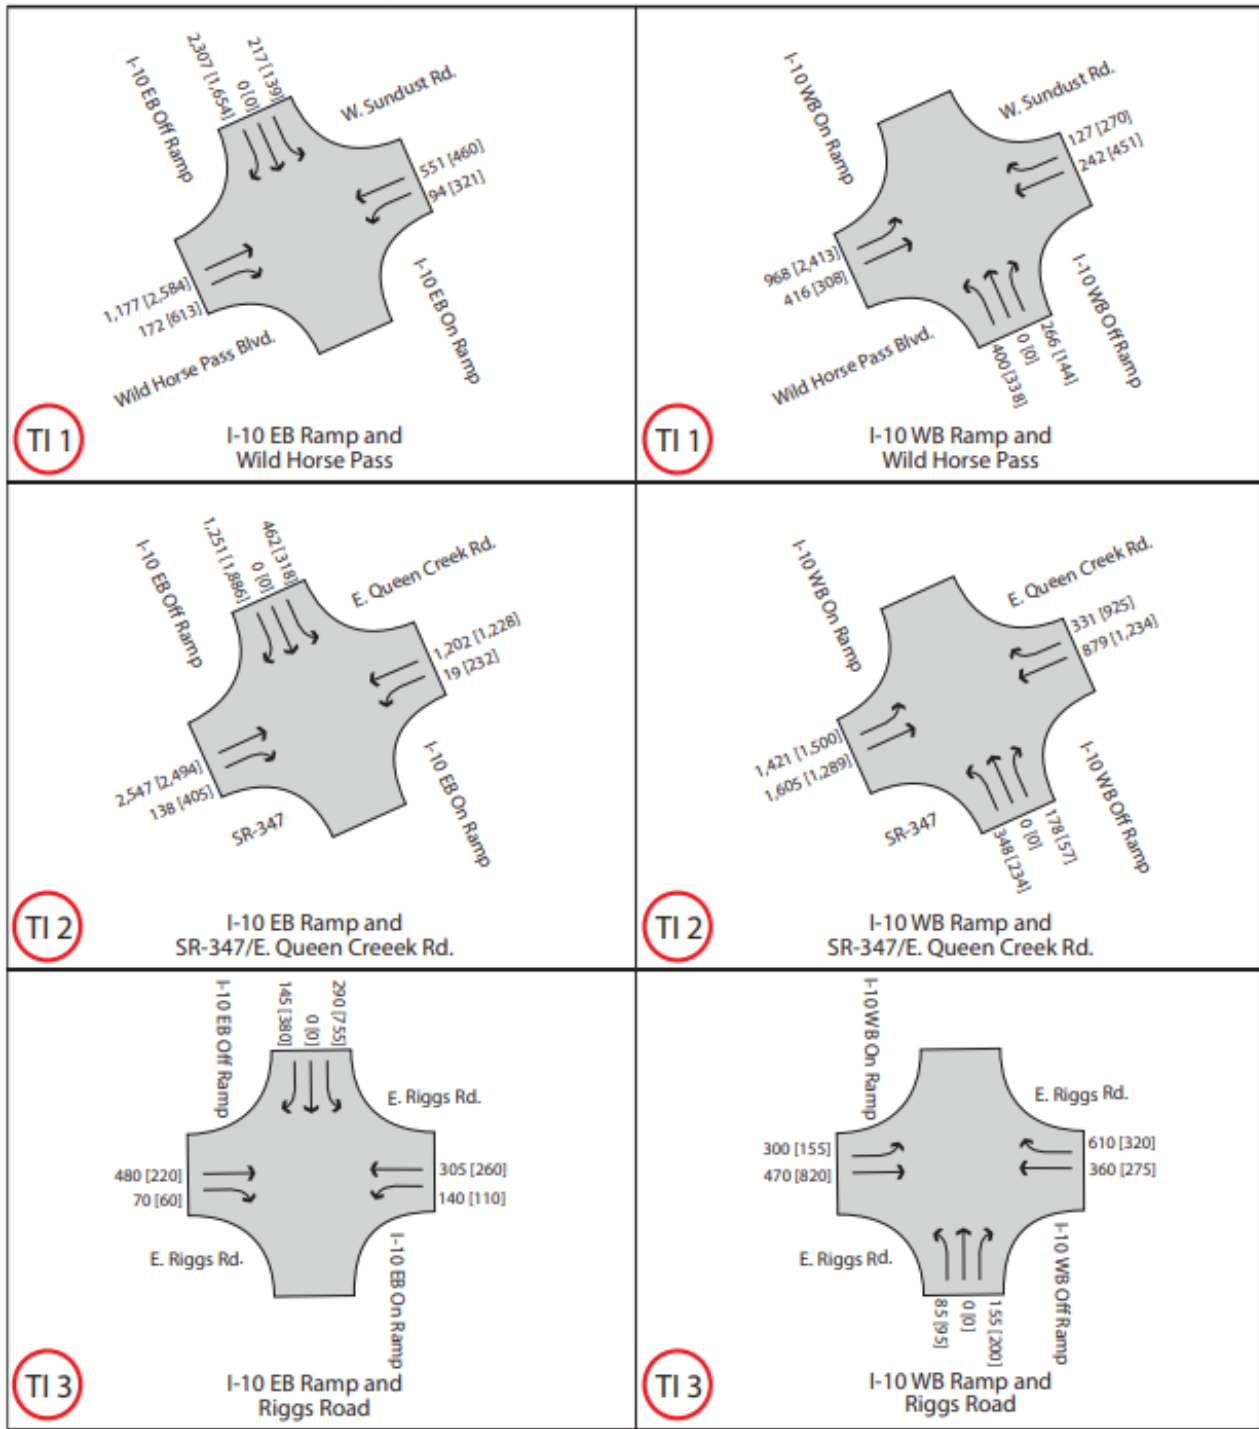 I-10 EB Off Ramp
2,307 [1,654]
0 [0]
217 [139]
W. Sundust Rd.
551 [460]
94 [321]
1,177 [2,584]
172 [613]
Wild Horse Pass Blvd.
I-10 EB On Ramp
TI 1
I-10 EB Ramp and
Wild Horse Pass
I-10 WB On Ramp
W. Sundust Rd.
127 [270]
242 [451]
968 [2,413]
416 [308]
Wild Horse Pass Blvd.
400 [338]
0 [0]
266 [144]
I-10 WB Off Ramp
TI 1
I-10 WB Ramp and
Wild Horse Pass
I-10 EB Off Ramp
1,251 [1,886]
0 [0]
462 [318]
E. Queen Creek Rd.
1,202 [1,228]
19 [232]
2,547 [2,494]
138 [405]
SR-347
I-10 EB On Ramp
TI 2
I-10 EB Ramp and
SR-347/E. Queen Creeek Rd.
I-10 WB On Ramp
E. Queen Creek Rd.
331 [925]
879 [1,234]
1,421 [1,500]
1,605 [1,289]
SR-347
348 [234]
0 [0]
178 [57]
I-10 WB Off Ramp
TI 2
I-10 WB Ramp and
SR-347/E. Queen Creek Rd.
I-10 EB Off Ramp
145 [380]
0 [0]
290 [755]
E. Riggs Rd.
480 [220]
70 [60]
305 [260]
140 [110]
E. Riggs Rd.
I-10 EB On Ramp
TI 3
I-10 EB Ramp and
Riggs Road
I-10 WB On Ramp
E. Riggs Rd.
300 [155]
470 [820]
610 [320]
360 [275]
E. Riggs Rd.
85 [95]
0 [0]
155 [200]
I-10 WB Off Ramp
TI 3
I-10 WB Ramp and
Riggs Road